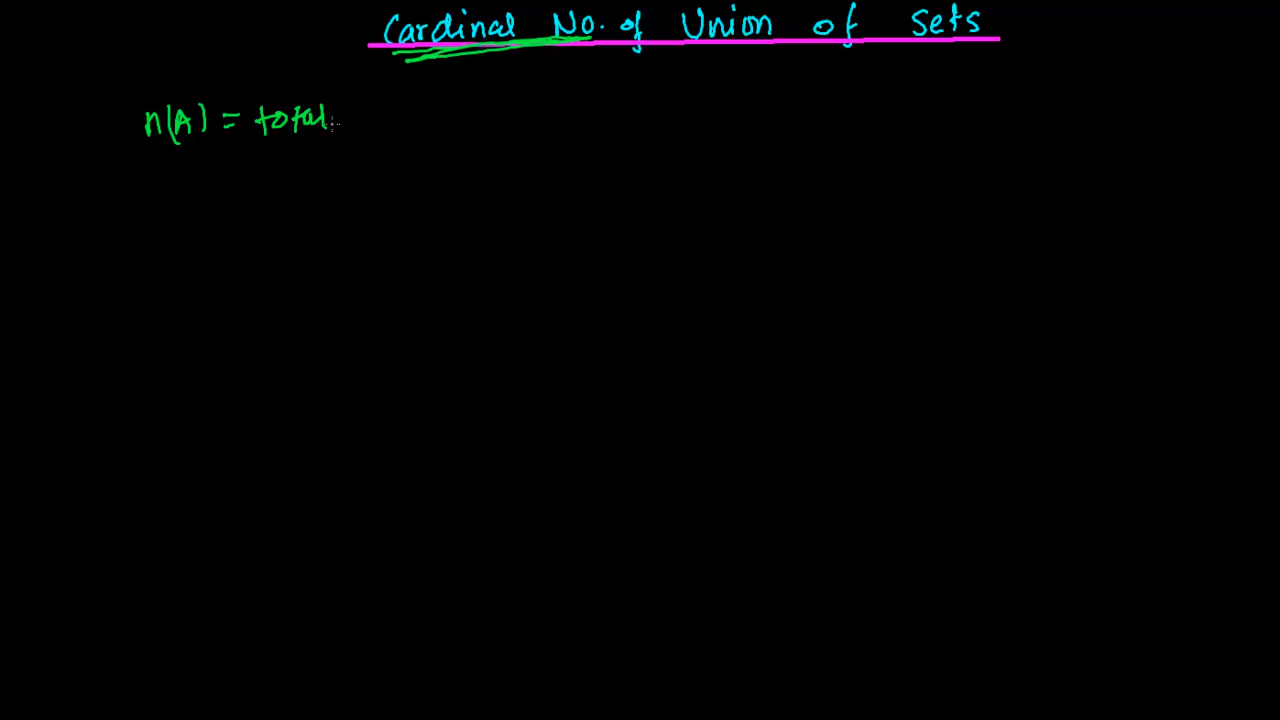 Cardinal No. of Union of Sets
n(A) = total